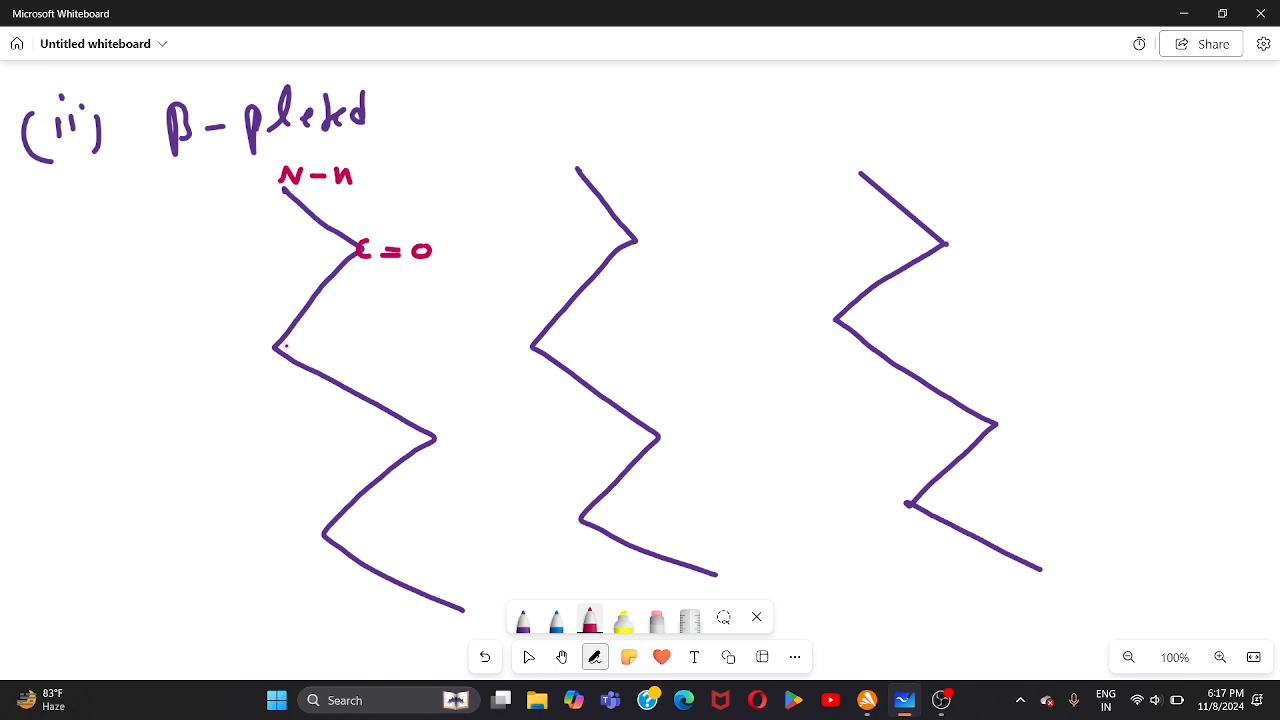 Microsoft Whiteboard
Untitled whiteboard
Share
(ii) β - pleted
N - H
C = O
100%
83°F
Haze
Search
ENG
IN
6:17 PM
11/8/2024